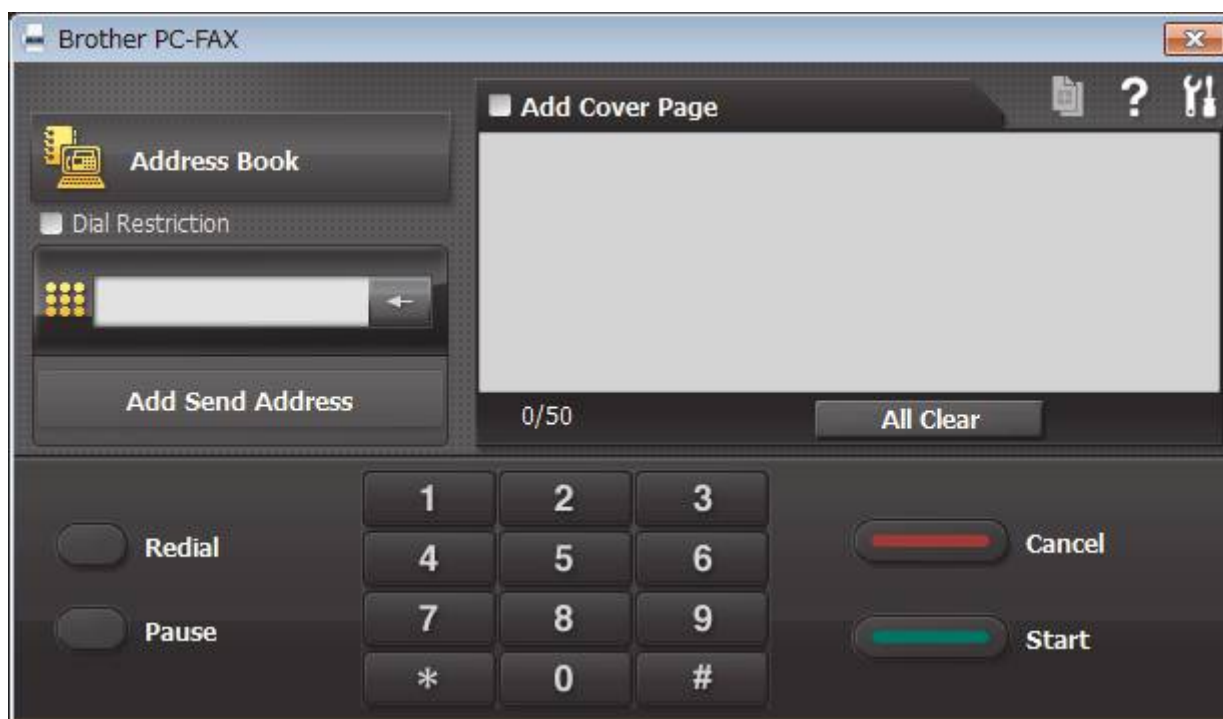 Brother PC-FAX
Add Cover Page
?
Address Book
Dial Restriction
Add Send Address
0/50
All Clear
1 2 3
Redial
4 5 6
Cancel
Pause
7 8 9
Start
* 0 #